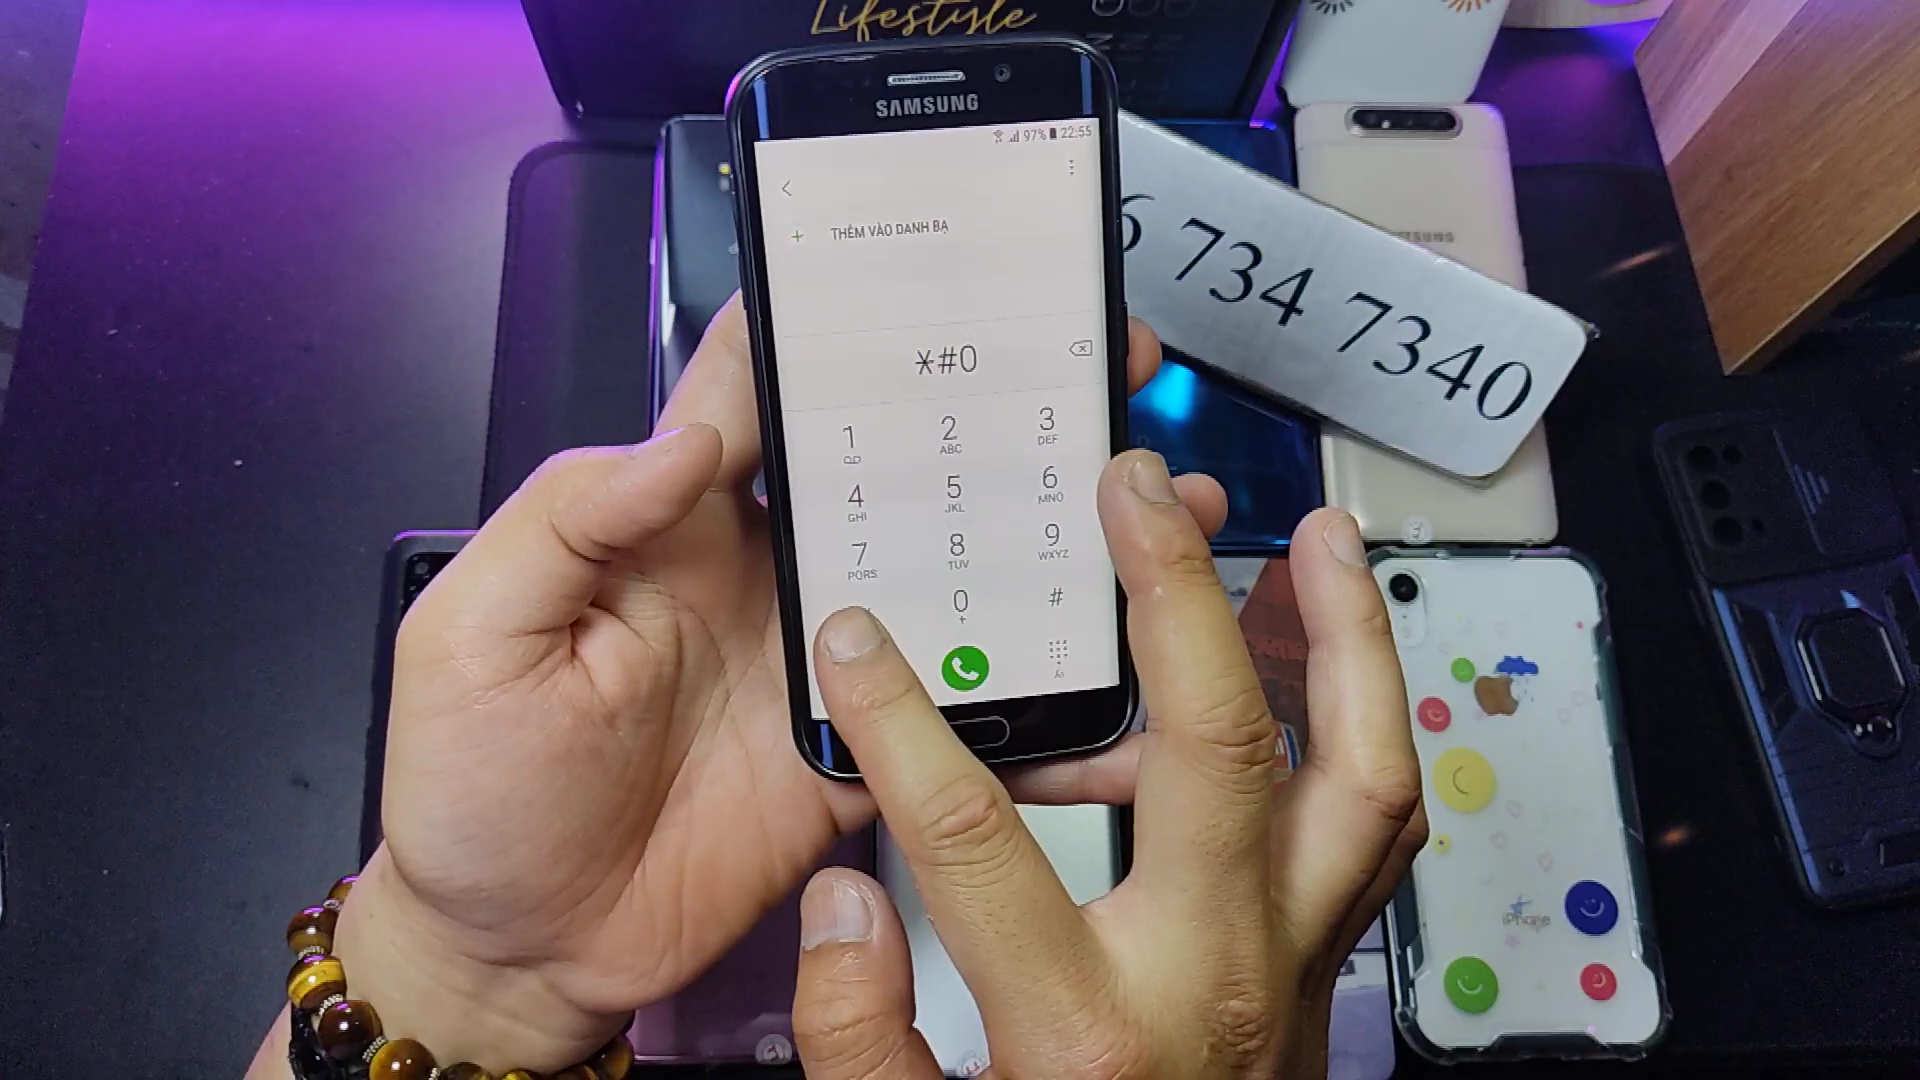 Lifestyle
SAMSUNG
97% 22:55
+ THÊM VÀO DANH BẠ
*#0
1 2 3
ABC DEF
4 5 6
GHI JKL MNO
7 8 9
PQRS TUV WXYZ
0 #
+
6 734 7340
SAMSUNG
iPhone